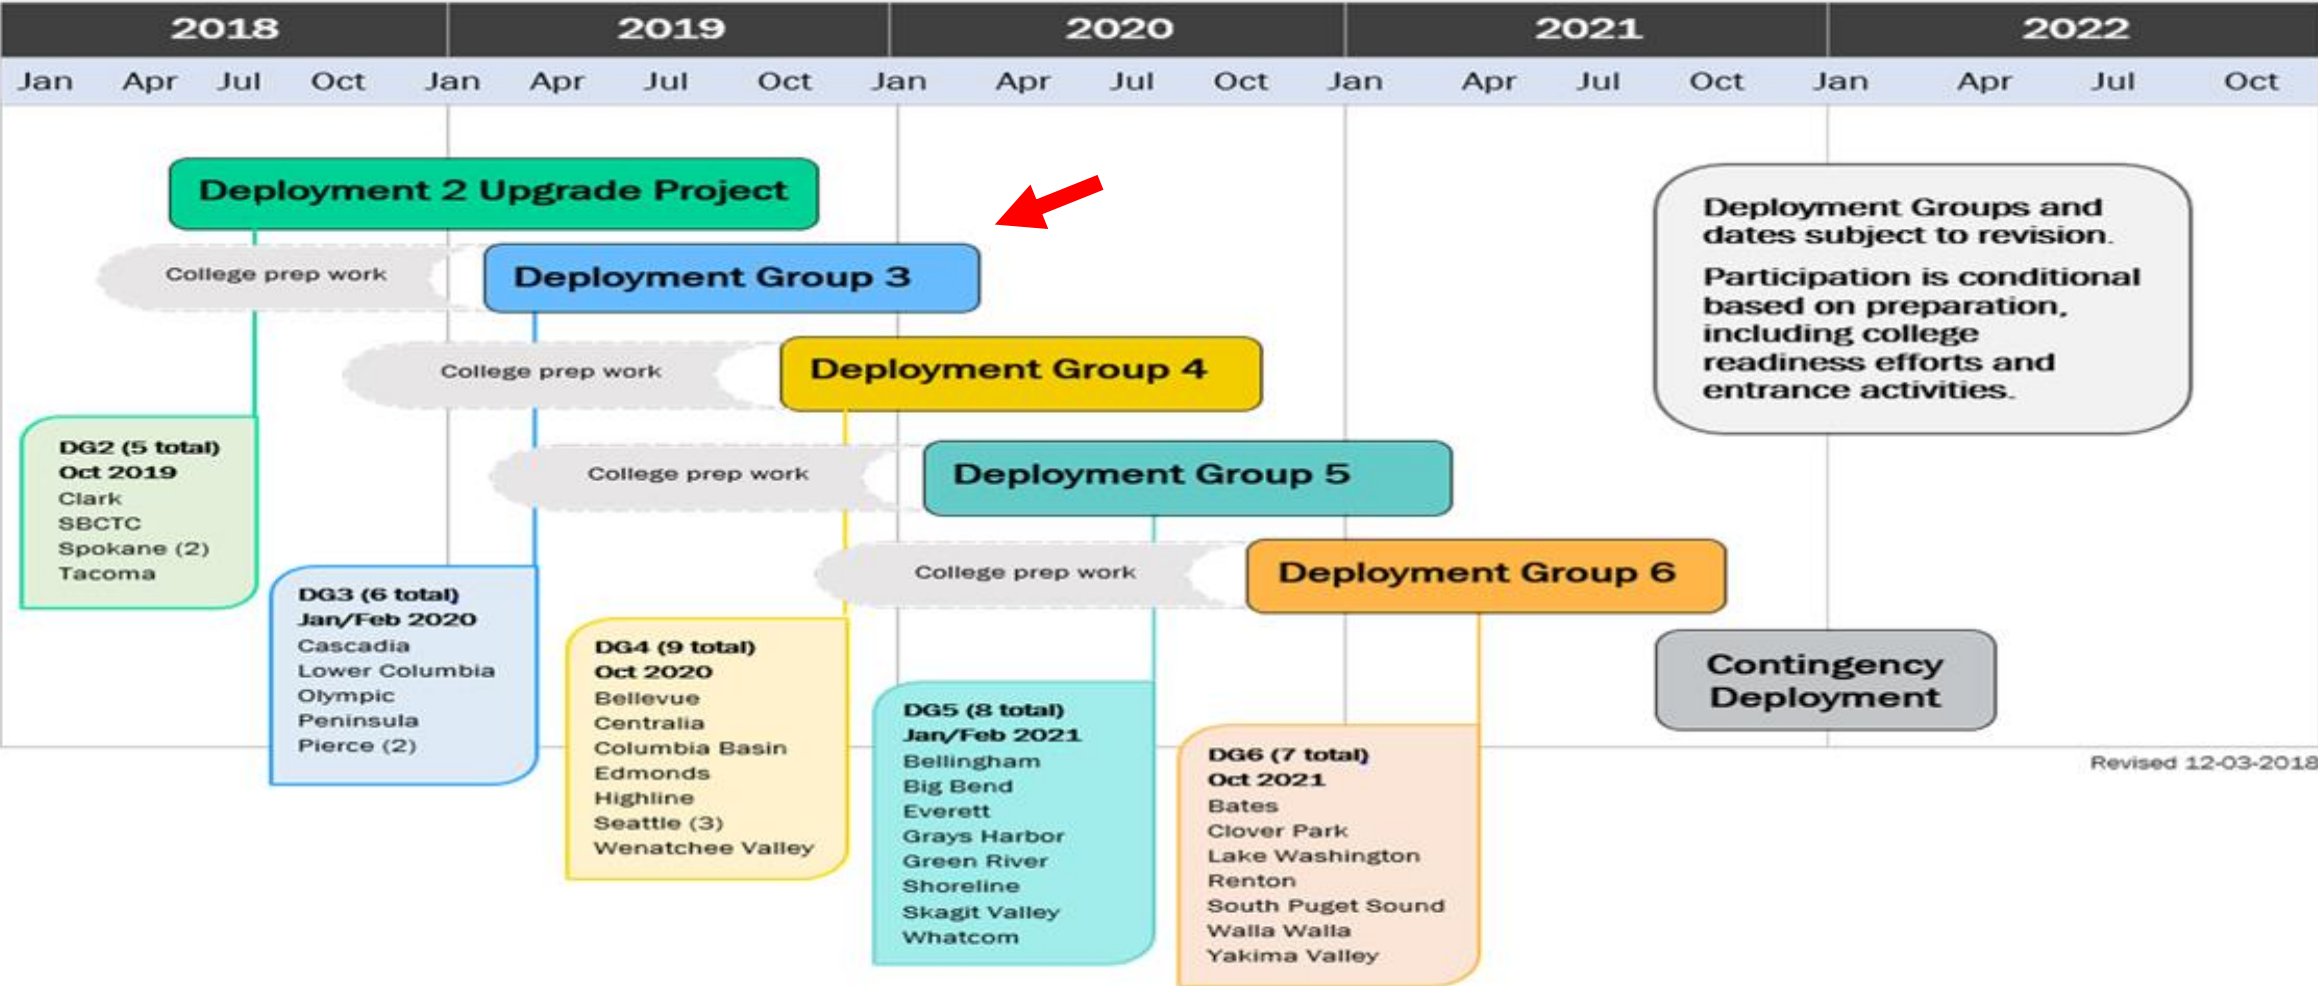 2018 2019 2020 2021 2022
Jan Apr Jul Oct Jan Apr Jul Oct Jan Apr Jul Oct Jan Apr Jul Oct Jan Apr Jul Oct
Deployment 2 Upgrade Project
College prep work
Deployment Group 3
College prep work
Deployment Group 4
College prep work
Deployment Group 5
College prep work
Deployment Group 6
Deployment Groups and
dates subject to revision.
Participation is conditional
based on preparation,
including college
readiness efforts and
entrance activities.
Contingency
Deployment
DG2 (5 total)
Oct 2019
Clark
SBCTC
Spokane (2)
Tacoma
DG3 (6 total)
Jan/Feb 2020
Cascadia
Lower Columbia
Olympic
Peninsula
Pierce (2)
DG4 (9 total)
Oct 2020
Bellevue
Centralia
Columbia Basin
Edmonds
Highline
Seattle (3)
Wenatchee Valley
DG5 (8 total)
Jan/Feb 2021
Bellingham
Big Bend
Everett
Grays Harbor
Green River
Shoreline
Skagit Valley
Whatcom
DG6 (7 total)
Oct 2021
Bates
Clover Park
Lake Washington
Renton
South Puget Sound
Walla Walla
Yakima Valley
Revised 12-03-2018